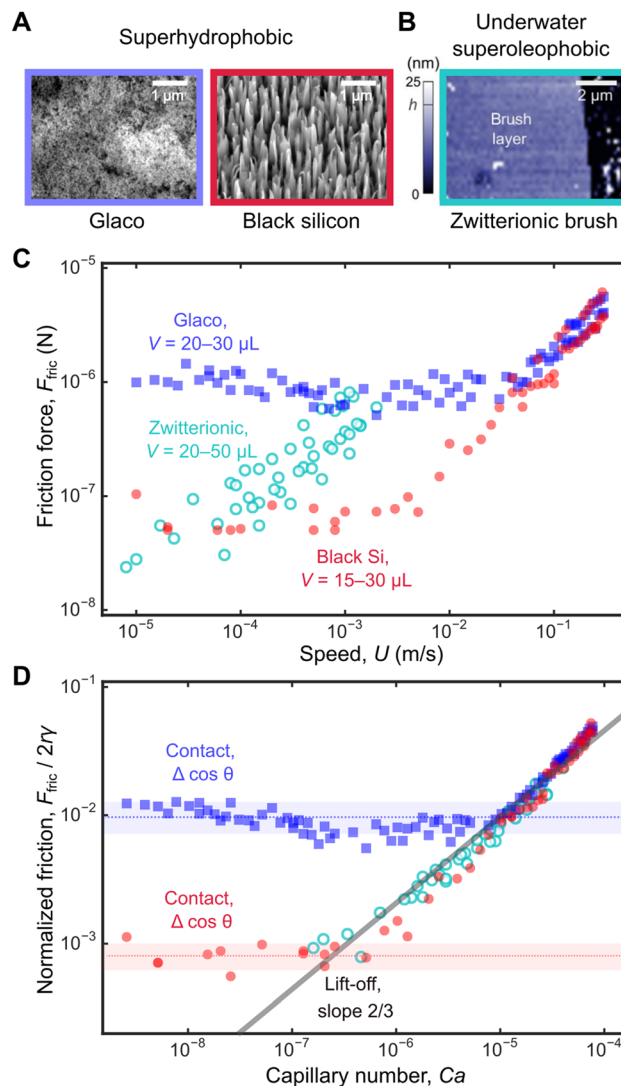 A
Superhydrophobic
B
Underwater
superoleophobic
1 µm
1 µm
(nm)
25
h
0
2 µm
Brush
layer
Glaco
Black silicon
Zwitterionic brush
C
Friction force, F_fric (N)
10⁻⁵
10⁻⁶
10⁻⁷
10⁻⁸
Glaco,
V = 20–30 µL
Zwitterionic,
V = 20–50 µL
Black Si,
V = 15–30 µL
10⁻⁵
10⁻⁴
10⁻³
10⁻²
10⁻¹
Speed, U (m/s)
D
Normalized friction, F_fric / 2rγ
10⁻¹
10⁻²
10⁻³
Contact,
Δ cos θ
Contact,
Δ cos θ
Lift-off,
slope 2/3
10⁻⁸
10⁻⁷
10⁻⁶
10⁻⁵
10⁻⁴
Capillary number, Ca